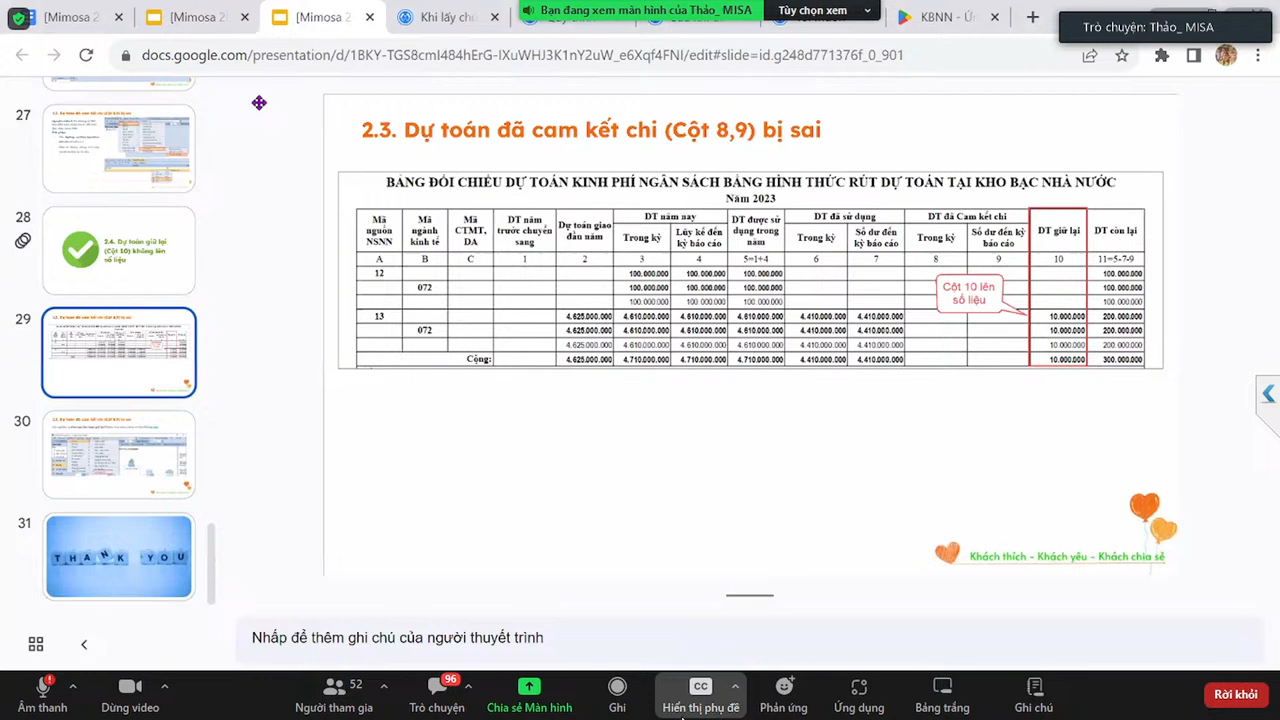 Bạn đang xem màn hình của Thảo_ MISA
Tùy chọn xem
[Mimosa 2
[Mimosa 2
[Mimosa 2
Khi lấy ch
KBNN - Ứ
Trò chuyện: Thảo_ MISA
docs.google.com/presentation/d/1BKY-TGSHnH484hEuG-DwiWHJ3K1nY2uW_e6Xqf4FNI/edit#slide=id.g248d771376f_0_901
27
28
2.4. Dự toán giữ lại
(Cột 10) không lên
số liệu
29
30
31
THANK YOU
2.3. Dự toán đã cam kết chi (Cột 8,9) bị sai
BẢNG ĐỐI CHIẾU DỰ TOÁN KINH PHÍ NGÂN SÁCH BẰNG HÌNH THỨC RÚT DỰ TOÁN TẠI KHO BẠC NHÀ NƯỚC
Năm 2023
Mã nguồn NSNN Mã ngành kinh tế Mã CTMT, DA DT năm trước chuyển sang Dự toán giao đầu năm DT năm nay DT được sử dụng trong năm DT đã sử dụng DT đã Cam kết chi DT giữ lại DT còn lại
Trong kỳ Lũy kế đến kỳ báo cáo Trong kỳ Số dư đến kỳ báo cáo Trong kỳ Số dư đến kỳ báo cáo
A B C 1 2 3 4 5=1+4 6 7 8 9 10 11=5-7-9
12 100.000.000 100.000.000 100.000.000 100.000.000
072 100.000.000 100.000.000 100.000.000 100.000.000
100.000.000 100.000.000 100.000.000 100.000.000
13 4.625.000.000 4.610.000.000 4.610.000.000 4.610.000.000 4.410.000.000 4.410.000.000 10.000.000 200.000.000
072 4.625.000.000 4.610.000.000 4.610.000.000 4.610.000.000 4.410.000.000 4.410.000.000 10.000.000 200.000.000
4.625.000.000 4.610.000.000 4.610.000.000 4.610.000.000 4.410.000.000 4.410.000.000 10.000.000 200.000.000
Cộng: 4.625.000.000 4.710.000.000 4.710.000.000 4.710.000.000 4.410.000.000 4.410.000.000 10.000.000 300.000.000
Cột 10 lên
số liệu
Khách thích - Khách yêu - Khách chia sẻ
Nhấp để thêm ghi chú của người thuyết trình
52
96
CC
Âm thanh
Dừng video
Người tham gia
Trò chuyện
Chia sẻ Màn hình
Ghi
Hiển thị phụ đề
Phản ứng
Ứng dụng
Bảng trắng
Ghi chú
Rời khỏi